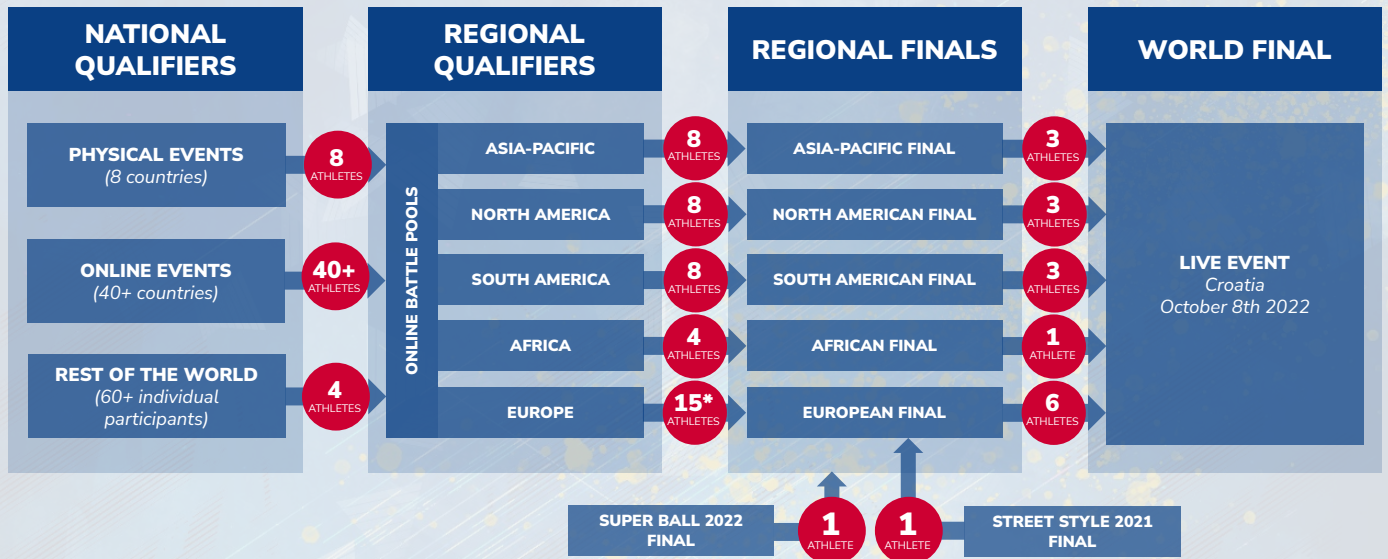 NATIONAL
QUALIFIERS
PHYSICAL EVENTS
(8 countries)
8
ATHLETES
ONLINE EVENTS
(40+ countries)
40+
ATHLETES
REST OF THE WORLD
(60+ individual
participants)
4
ATHLETES
REGIONAL
QUALIFIERS
ONLINE BATTLE POOLS
ASIA-PACIFIC
8
ATHLETES
NORTH AMERICA
8
ATHLETES
SOUTH AMERICA
8
ATHLETES
AFRICA
4
ATHLETES
EUROPE
15*
ATHLETES
REGIONAL FINALS
ASIA-PACIFIC FINAL
3
ATHLETES
NORTH AMERICAN FINAL
3
ATHLETES
SOUTH AMERICAN FINAL
3
ATHLETES
AFRICAN FINAL
1
ATHLETE
EUROPEAN FINAL
6
ATHLETES
WORLD FINAL
LIVE EVENT
Croatia
October 8th 2022
SUPER BALL 2022
FINAL
1
ATHLETE
1
ATHLETE
STREET STYLE 2021
FINAL